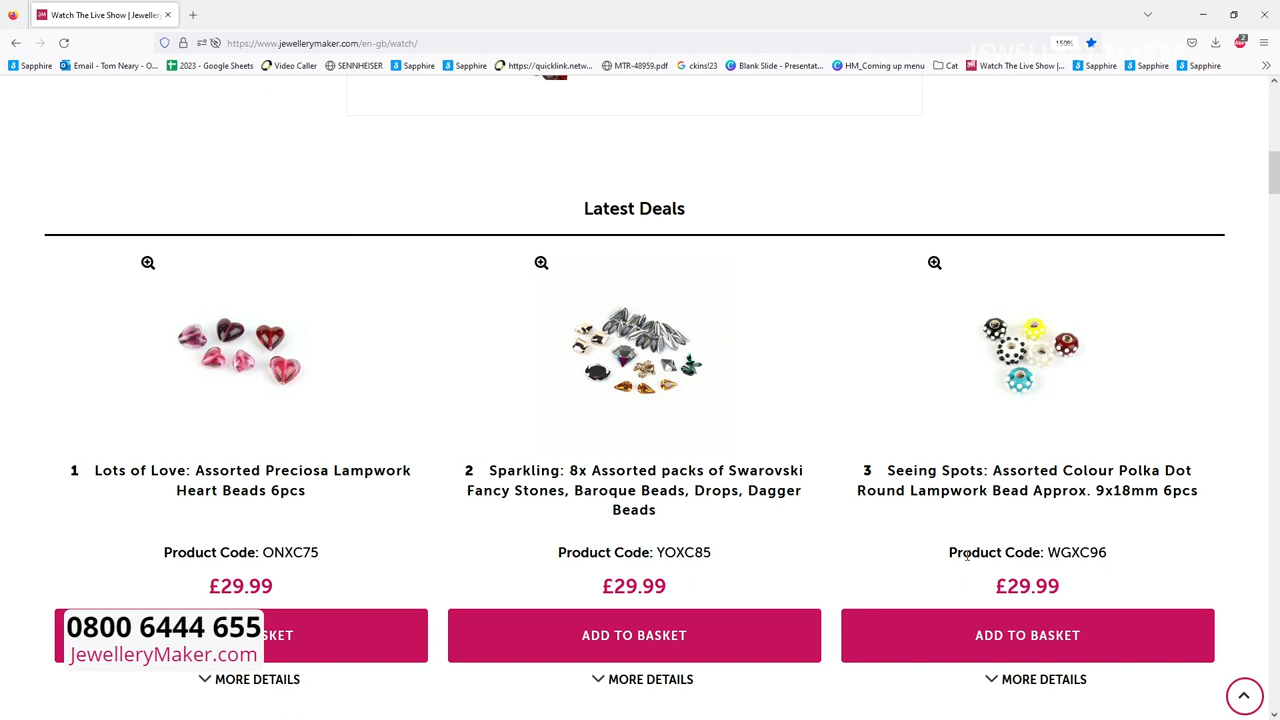 Watch The Live Show | Jeweller
https://www.jewellerymaker.com
gb/watch/
150%
2
Sapphire
Email - Tom Neary - O...
2023 - Google Sheets
Video Caller
SENNHEISER
Sapphire
Sapphire
https://quicklink.netw...
MTR-48959.pdf
ckins!23
Blank Slide - Presentat...
HM_Coming up menu
Cat
Watch The Live Show |...
Sapphire
Sapphire
Sapphire
JEWELLERY MAKER
Latest Deals
1 Lots of Love: Assorted Preciosa Lampwork
Heart Beads 6pcs
Product Code: ONXC75
£29.99
SKET
MORE DETAILS
2 Sparkling: 8x Assorted packs of Swarovski
Fancy Stones, Baroque Beads, Drops, Dagger
Beads
Product Code: YOXC85
£29.99
ADD TO BASKET
MORE DETAILS
3 Seeing Spots: Assorted Colour Polka Dot
Round Lampwork Bead Approx. 9x18mm 6pcs
Product Code: WGXC96
£29.99
ADD TO BASKET
MORE DETAILS
0800 6444 655
JewelleryMaker.com